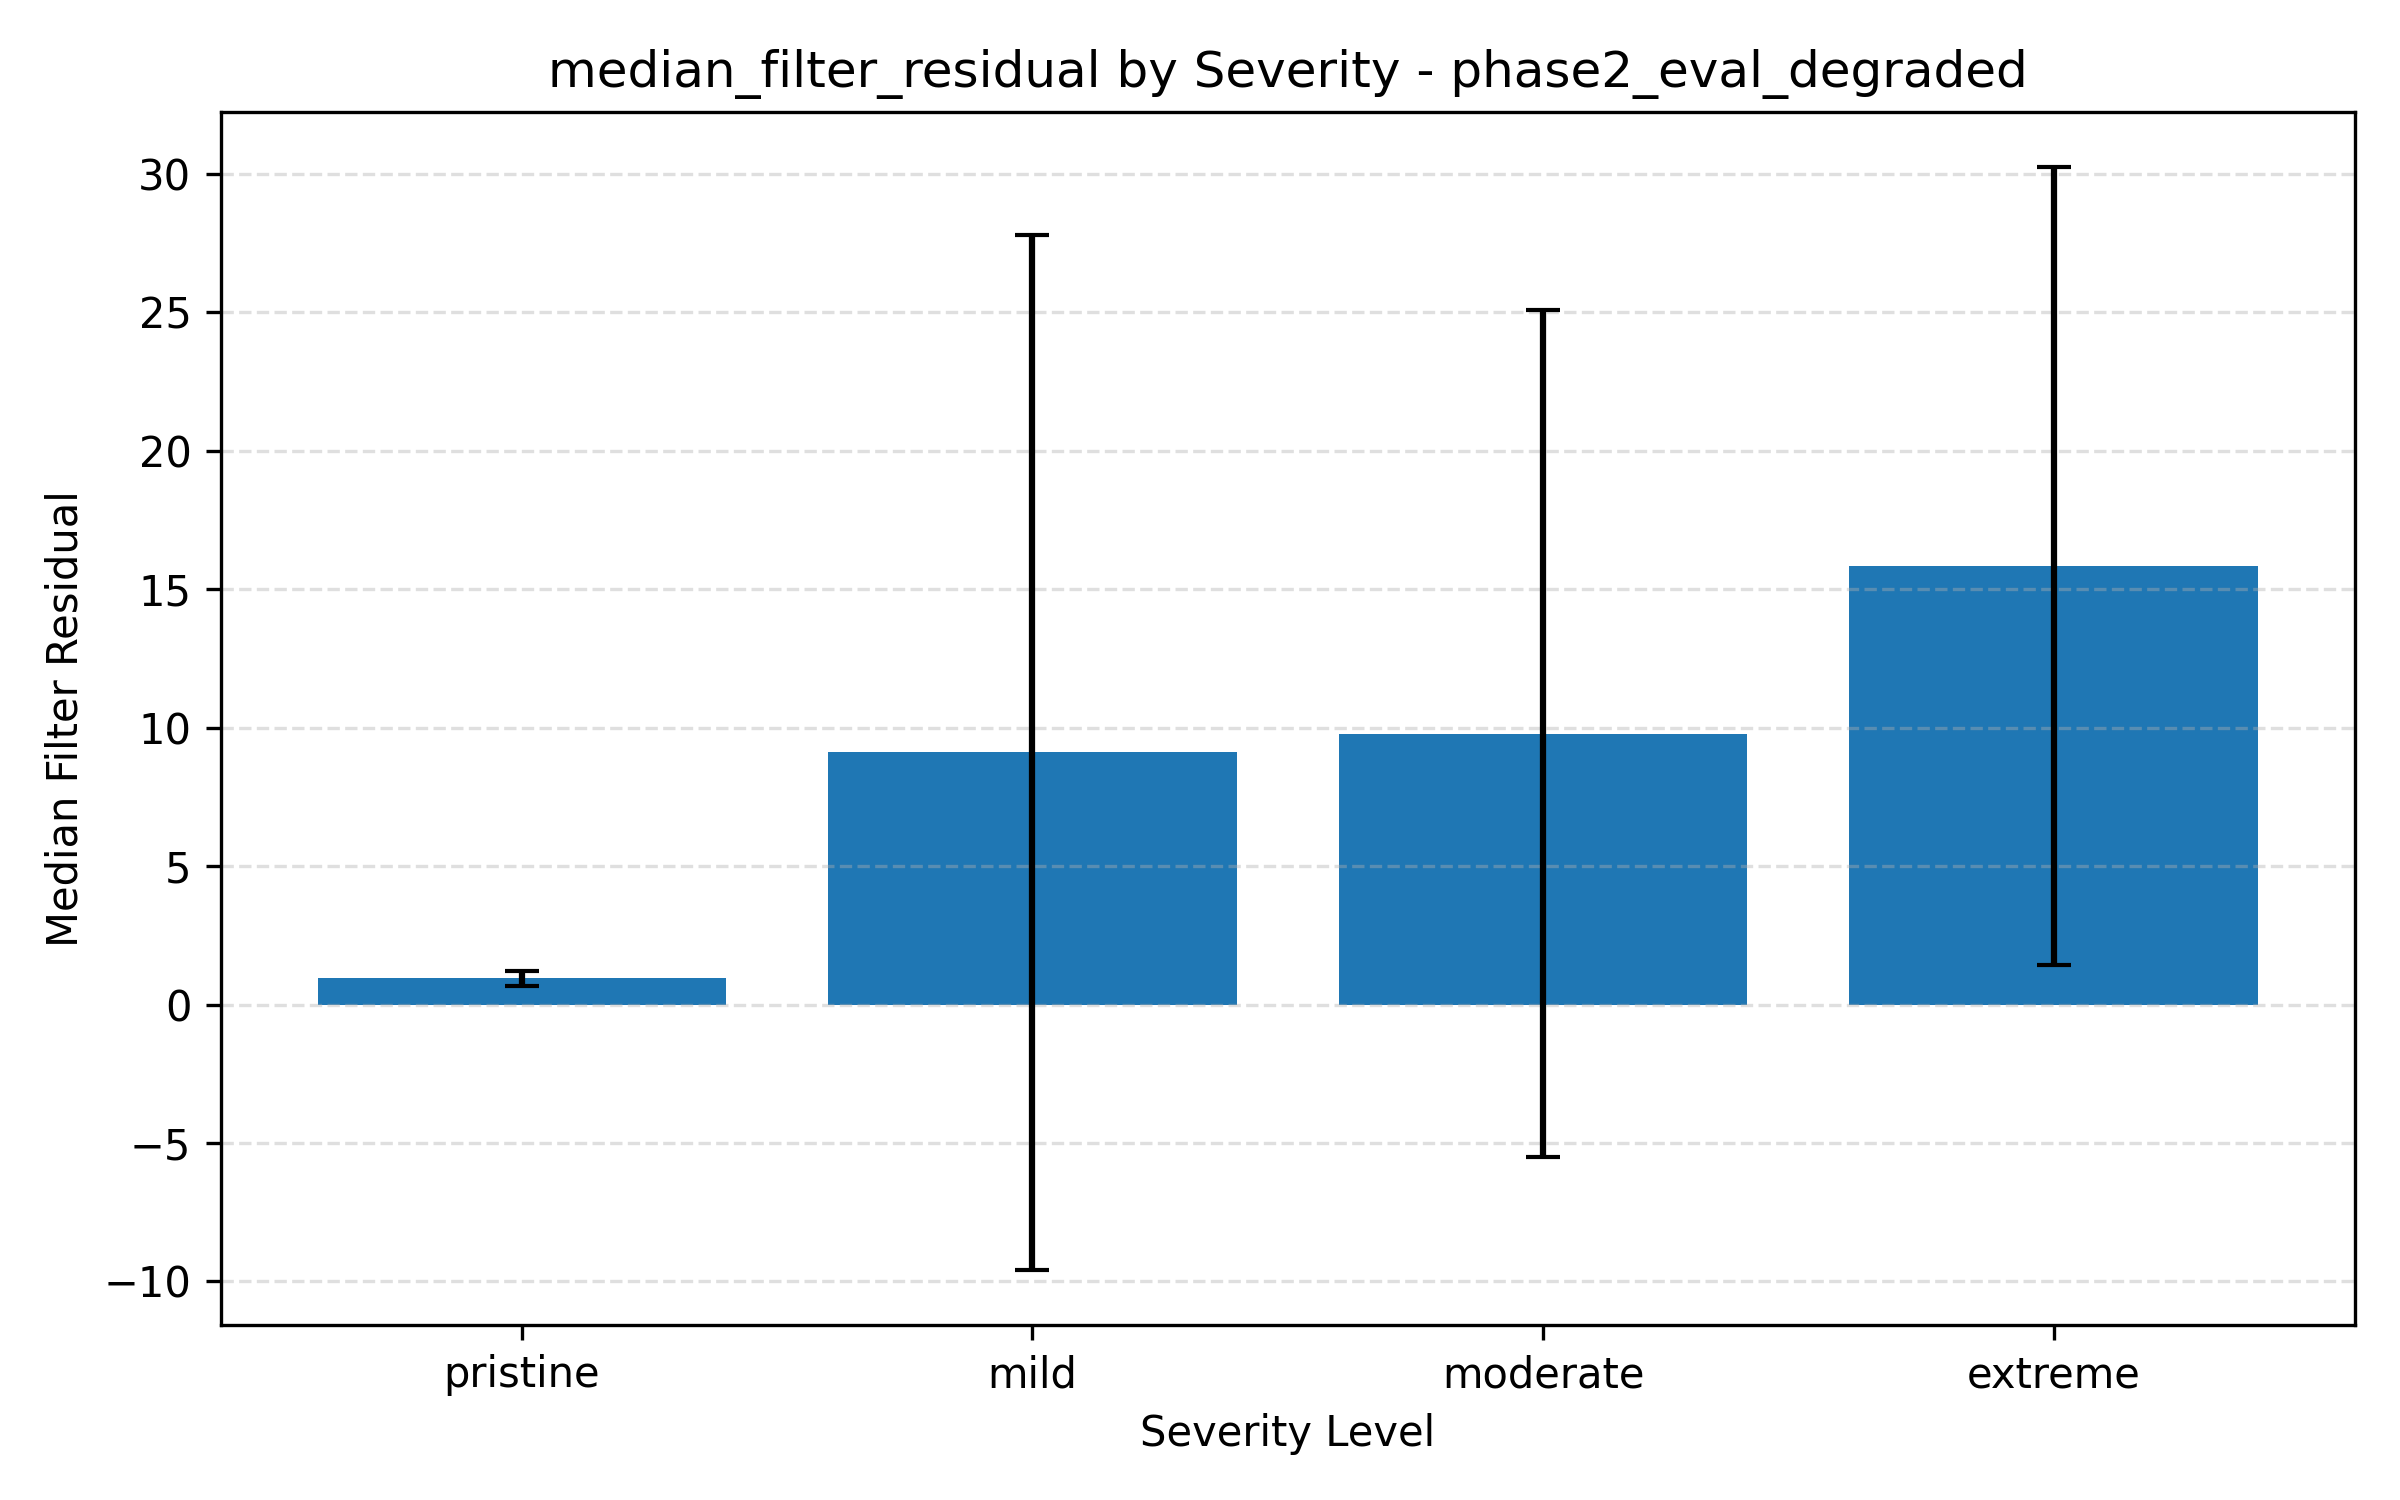 median_filter_residual by Severity - phase2_eval_degraded
Median Filter Residual
30
25
20
15
10
5
0
−5
−10
pristine mild moderate extreme
Severity Level